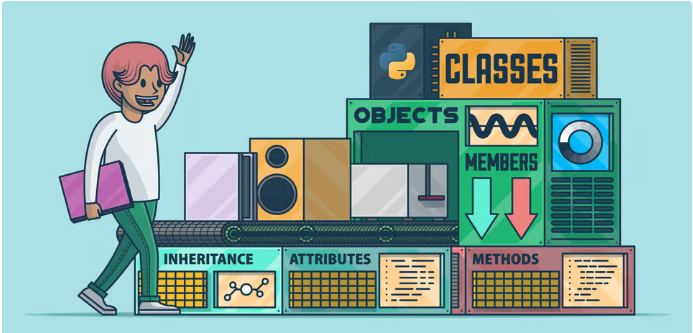 CLASSES
OBJECTS
MEMBERS
INHERITANCE
ATTRIBUTES
METHODS